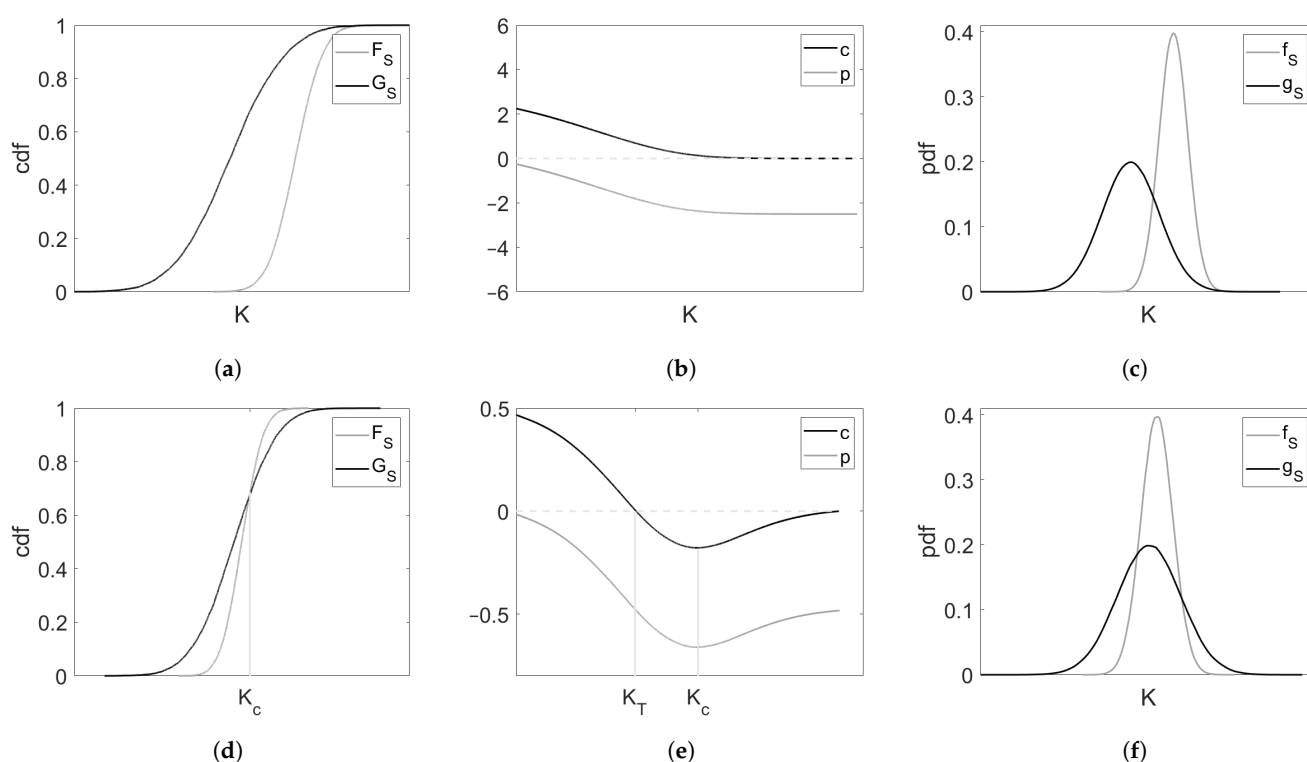 1
0.8
0.6
0.4
0.2
0
cdf
K
F_S
G_S
(a)
6
4
2
0
−2
−4
−6
K
c
p
(b)
0.4
0.3
0.2
0.1
0
pdf
K
f_S
g_S
(c)
1
0.8
0.6
0.4
0.2
0
cdf
K_c
F_S
G_S
(d)
0.5
0
−0.5
K_T K_c
c
p
(e)
0.4
0.3
0.2
0.1
0
pdf
K
f_S
g_S
(f)